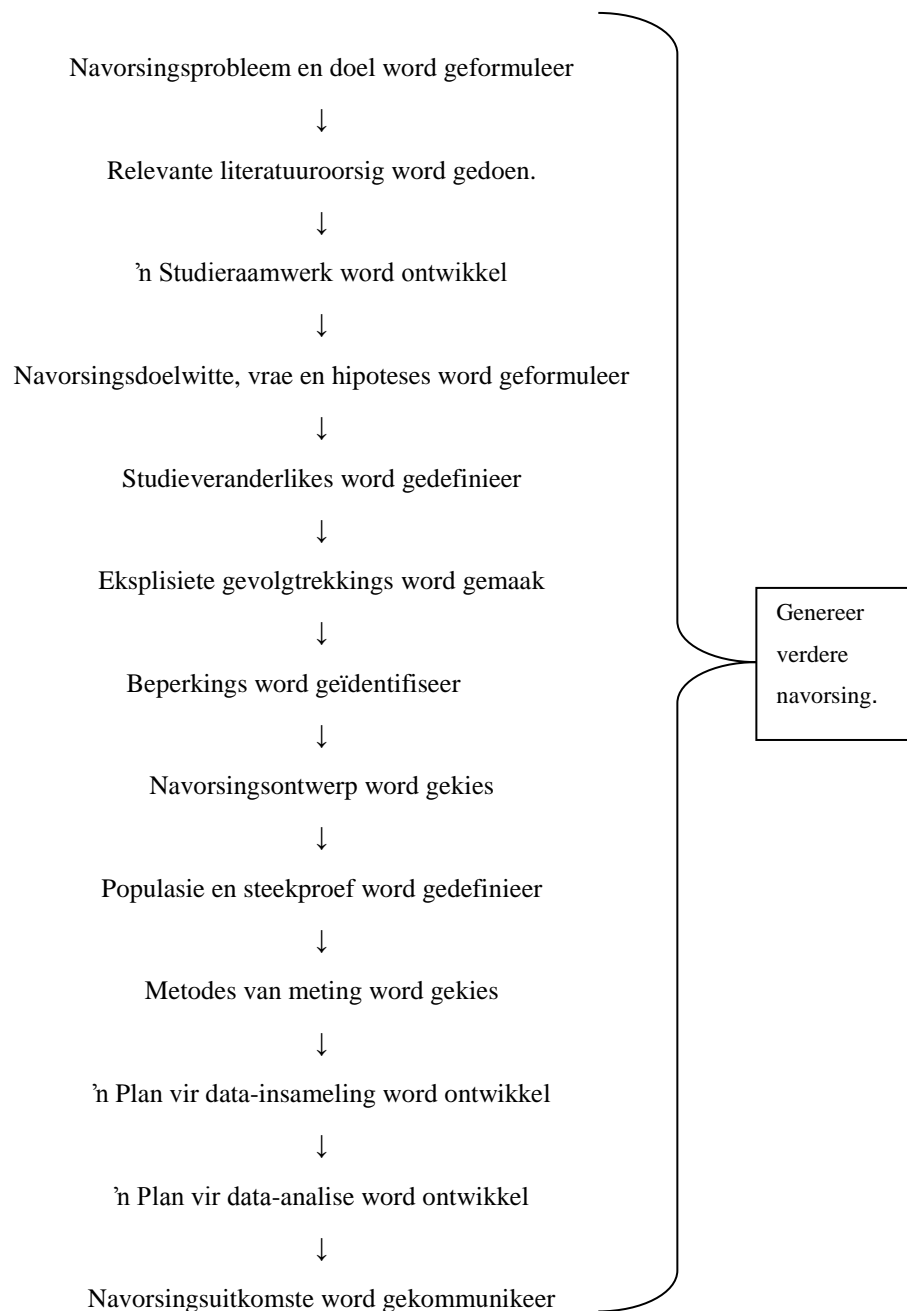 Navorsingsprobleem en doel word geformuleer
↓
Relevante literatuuroorsig word gedoen.
↓
’n Studieraamwerk word ontwikkel
↓
Navorsingsdoelwitte, vrae en hipoteses word geformuleer
↓
Studieveranderlikes word gedefinieer
↓
Eksplisiete gevolgtrekkings word gemaak
↓
Beperkings word geïdentifiseer
↓
Navorsingsontwerp word gekies
↓
Populasie en steekproef word gedefinieer
↓
Metodes van meting word gekies
↓
’n Plan vir data-insameling word ontwikkel
↓
’n Plan vir data-analise word ontwikkel
↓
Navorsingsuitkomste word gekommunikeer
Genereer
verdere
navorsing.